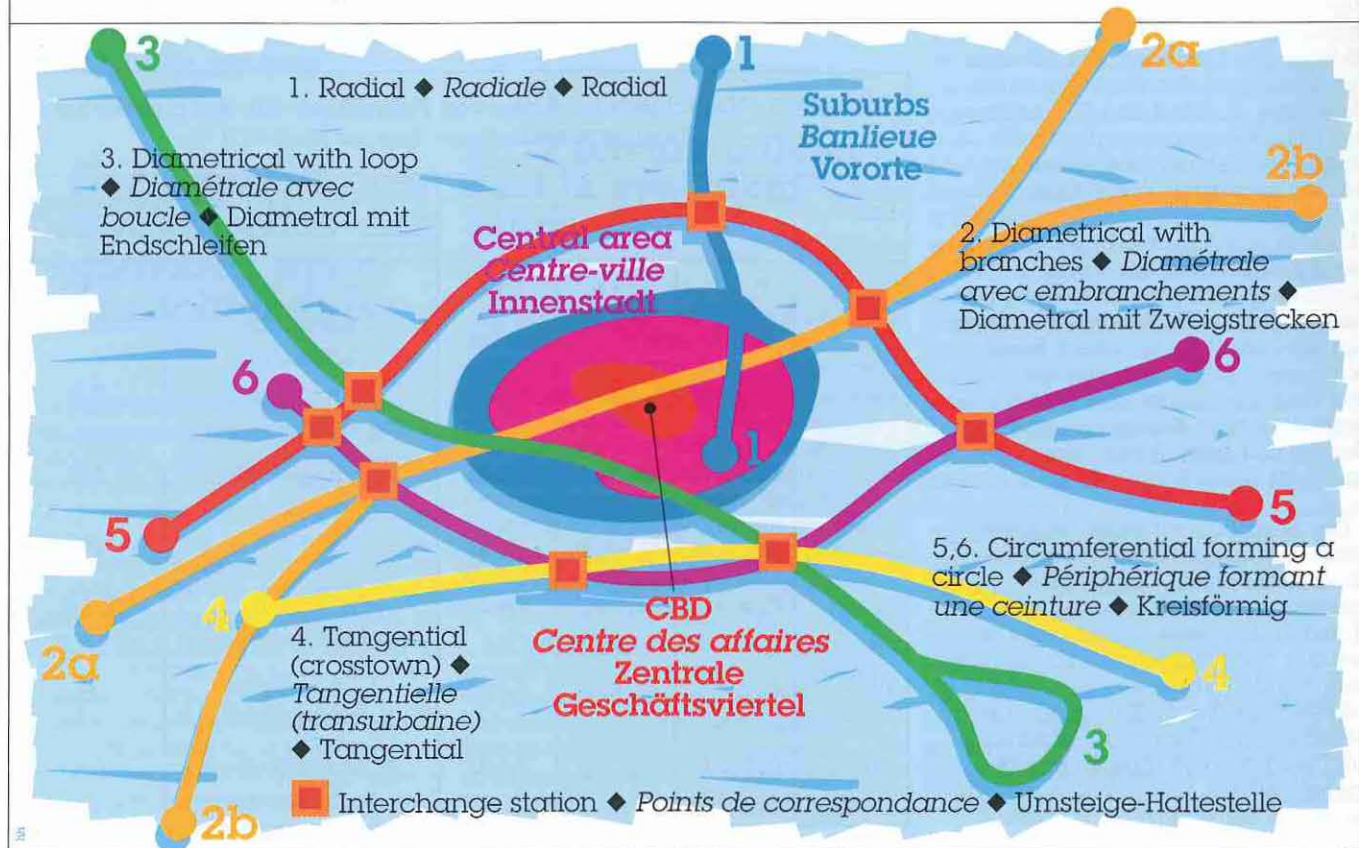 3
1
2a
1. Radial ◆ Radiale ◆ Radial
Suburbs
Banlieue
Vororte
3. Diametrical with loop
◆ Diamétrale avec
boucle ◆ Diametral mit
Endschleifen
2b
Central area
Centre-ville
Innenstadt
2. Diametrical with
branches ◆ Diamétrale
avec embranchements ◆
Diametral mit Zweigstrecken
6
6
1
5
5
5,6. Circumferential forming a
circle ◆ Périphérique formant
une ceinture ◆ Kreisförmig
4
CBD
Centre des affaires
Zentrale
Geschäftsviertel
2a
4. Tangential
(crosstown) ◆
Tangentielle
(transurbaine)
◆ Tangential
4
3
2b
Interchange station ◆ Points de correspondance ◆ Umsteige-Haltestelle